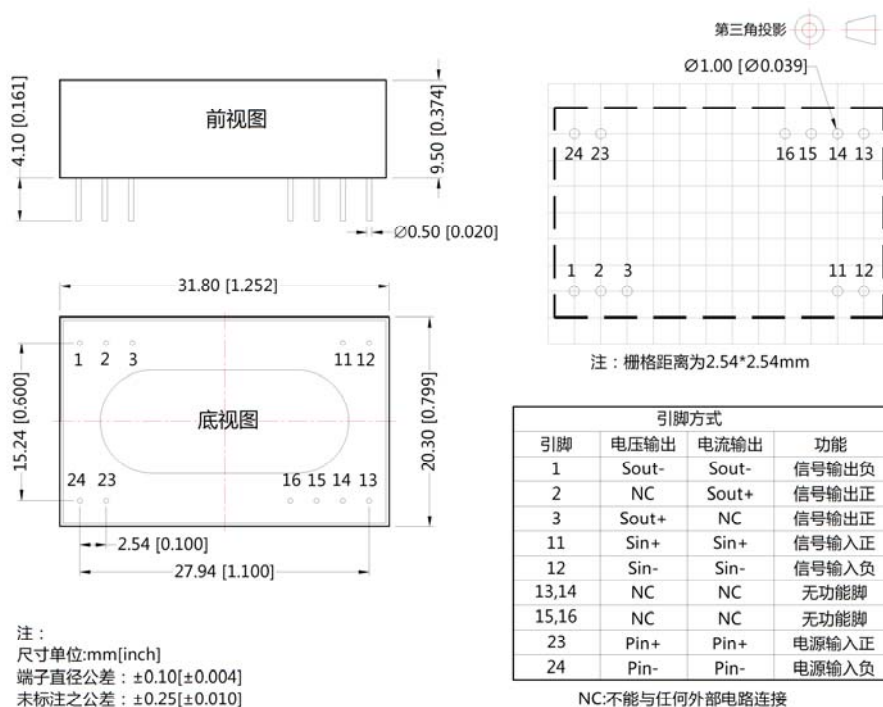 第三角投影
Ø1.00 [Ø0.039]
4.10 [0.161]
前视图
9.50 [0.374]
Ø0.50 [0.020]
24 23 16 15 14 13
1 2 3 11 12
注：栅格距离为2.54*2.54mm
31.80 [1.252]
1 2 3 11 12
15.24 [0.600]
底视图
20.30 [0.799]
24 23 16 15 14 13
2.54 [0.100]
27.94 [1.100]
引脚方式
引脚 电压输出 电流输出 功能
1 Sout- Sout- 信号输出负
2 NC Sout+ 信号输出正
3 Sout+ NC 信号输出正
11 Sin+ Sin+ 信号输入正
12 Sin- Sin- 信号输入负
13,14 NC NC 无功能脚
15,16 NC NC 无功能脚
23 Pin+ Pin+ 电源输入正
24 Pin- Pin- 电源输入负
NC:不能与任何外部电路连接
注：
尺寸单位:mm[inch]
端子直径公差：±0.10[±0.004]
未标注之公差：±0.25[±0.010]